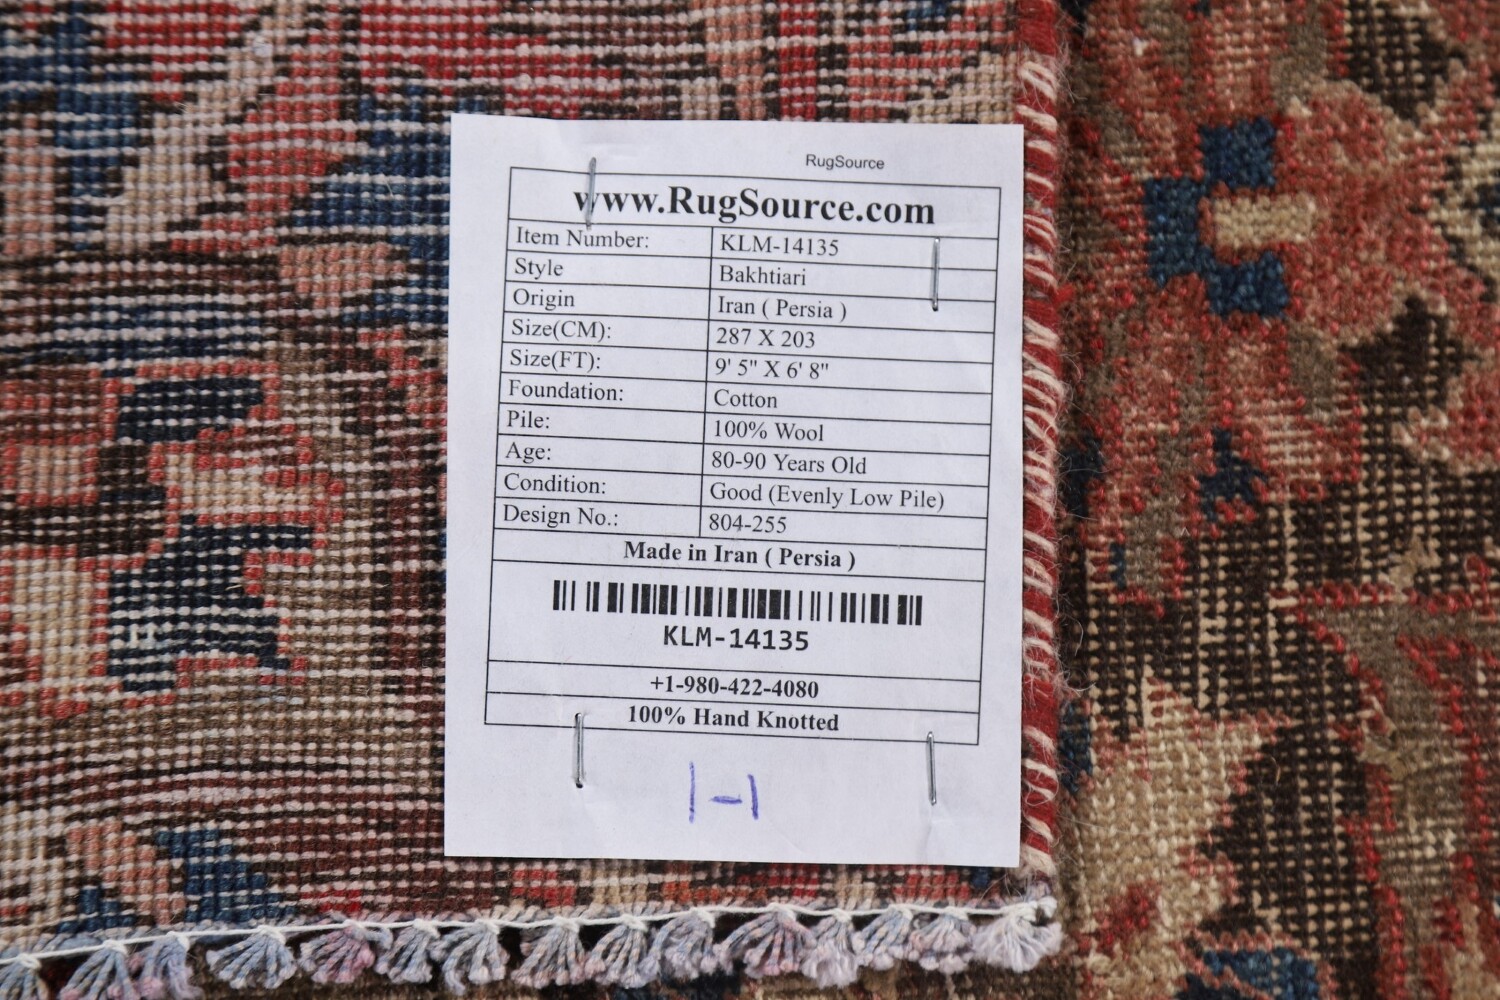 RugSource
www.RugSource.com
Item Number: KLM-14135
Style Bakhtiari
Origin Iran ( Persia )
Size(CM): 287 X 203
Size(FT): 9' 5" X 6' 8"
Foundation: Cotton
Pile: 100% Wool
Age: 80-90 Years Old
Condition: Good (Evenly Low Pile)
Design No.: 804-255
Made in Iran ( Persia )
KLM-14135
+1-980-422-4080
100% Hand Knotted
1-1